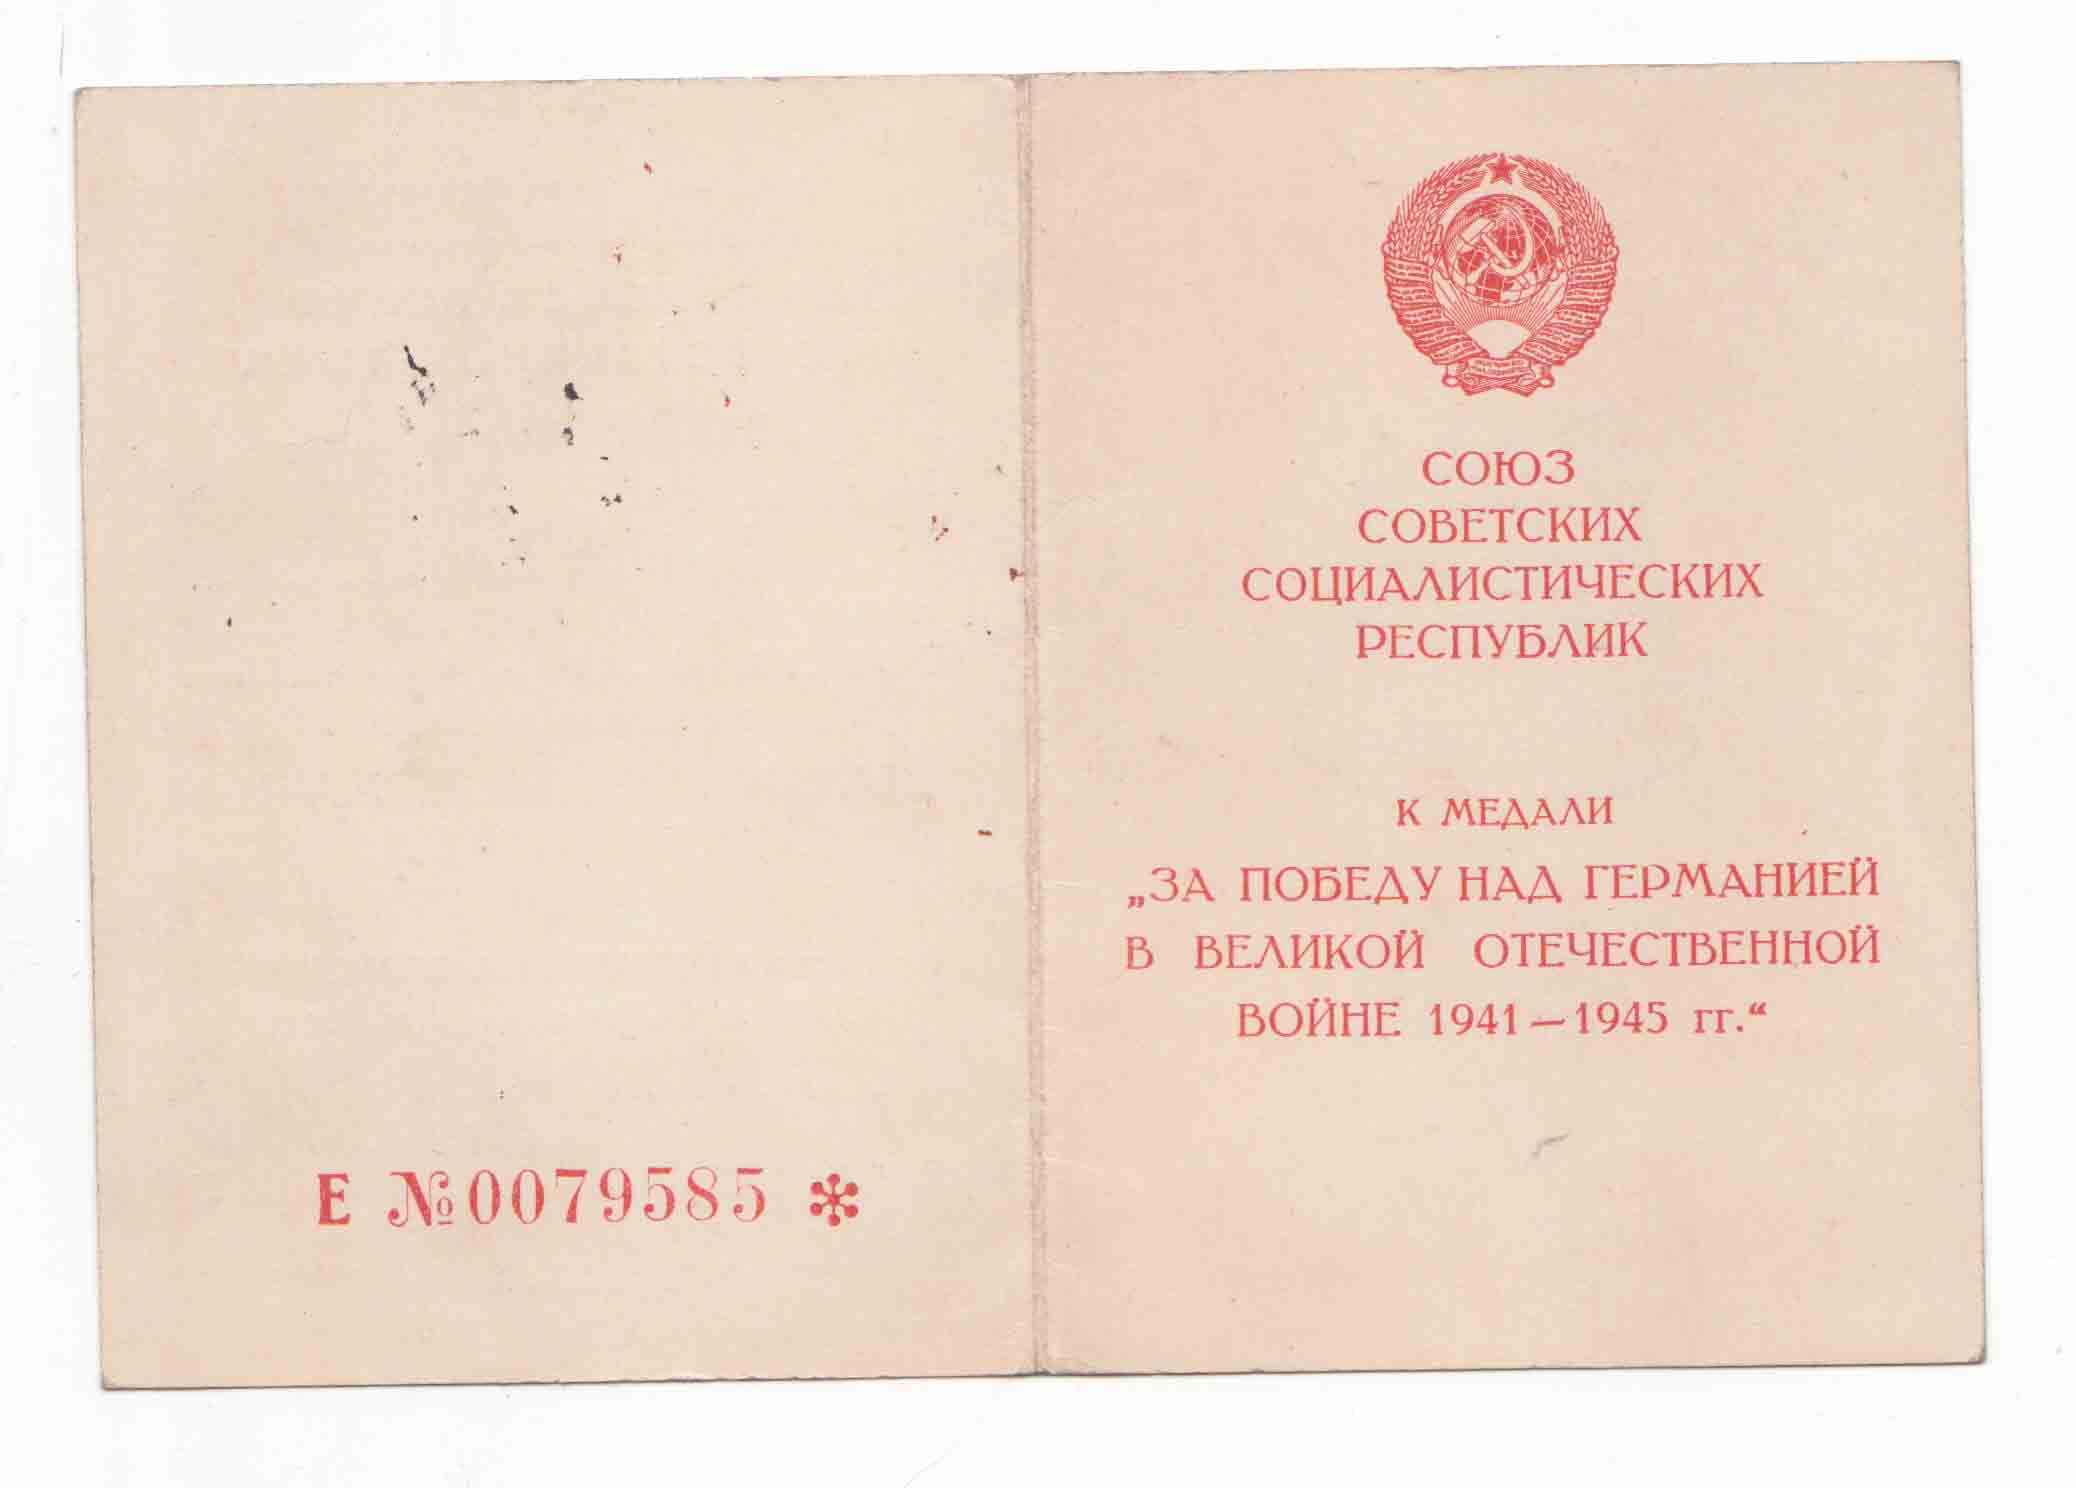 Е №0079585 *
СОЮЗ
СОВЕТСКИХ
СОЦИАЛИСТИЧЕСКИХ
РЕСПУБЛИК
К МЕДАЛИ
„ЗА ПОБЕДУ НАД ГЕРМАНИЕЙ
В ВЕЛИКОЙ ОТЕЧЕСТВЕННОЙ
ВОЙНЕ 1941—1945 гг.“